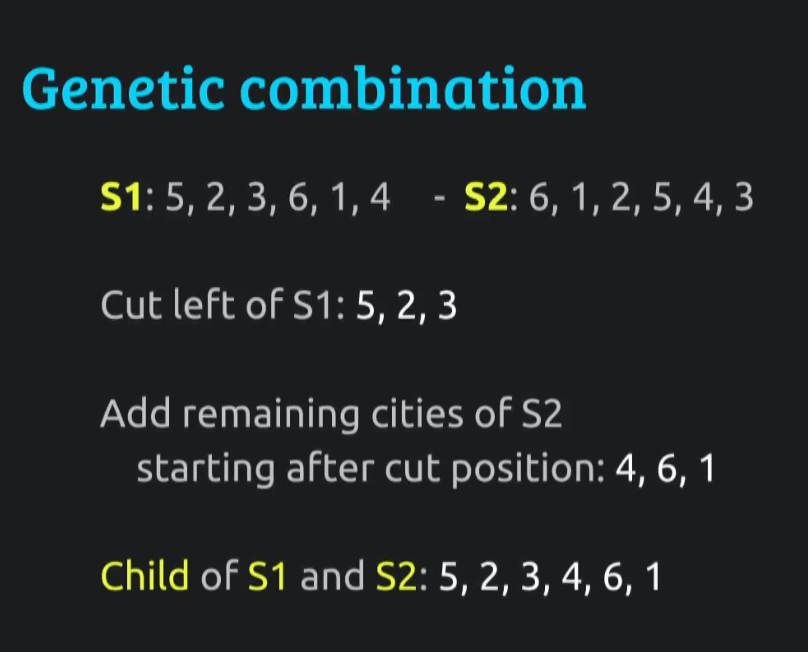 Genetic combination
S1: 5, 2, 3, 6, 1, 4 - S2: 6, 1, 2, 5, 4, 3
Cut left of S1: 5, 2, 3
Add remaining cities of S2
starting after cut position: 4, 6, 1
Child of S1 and S2: 5, 2, 3, 4, 6, 1